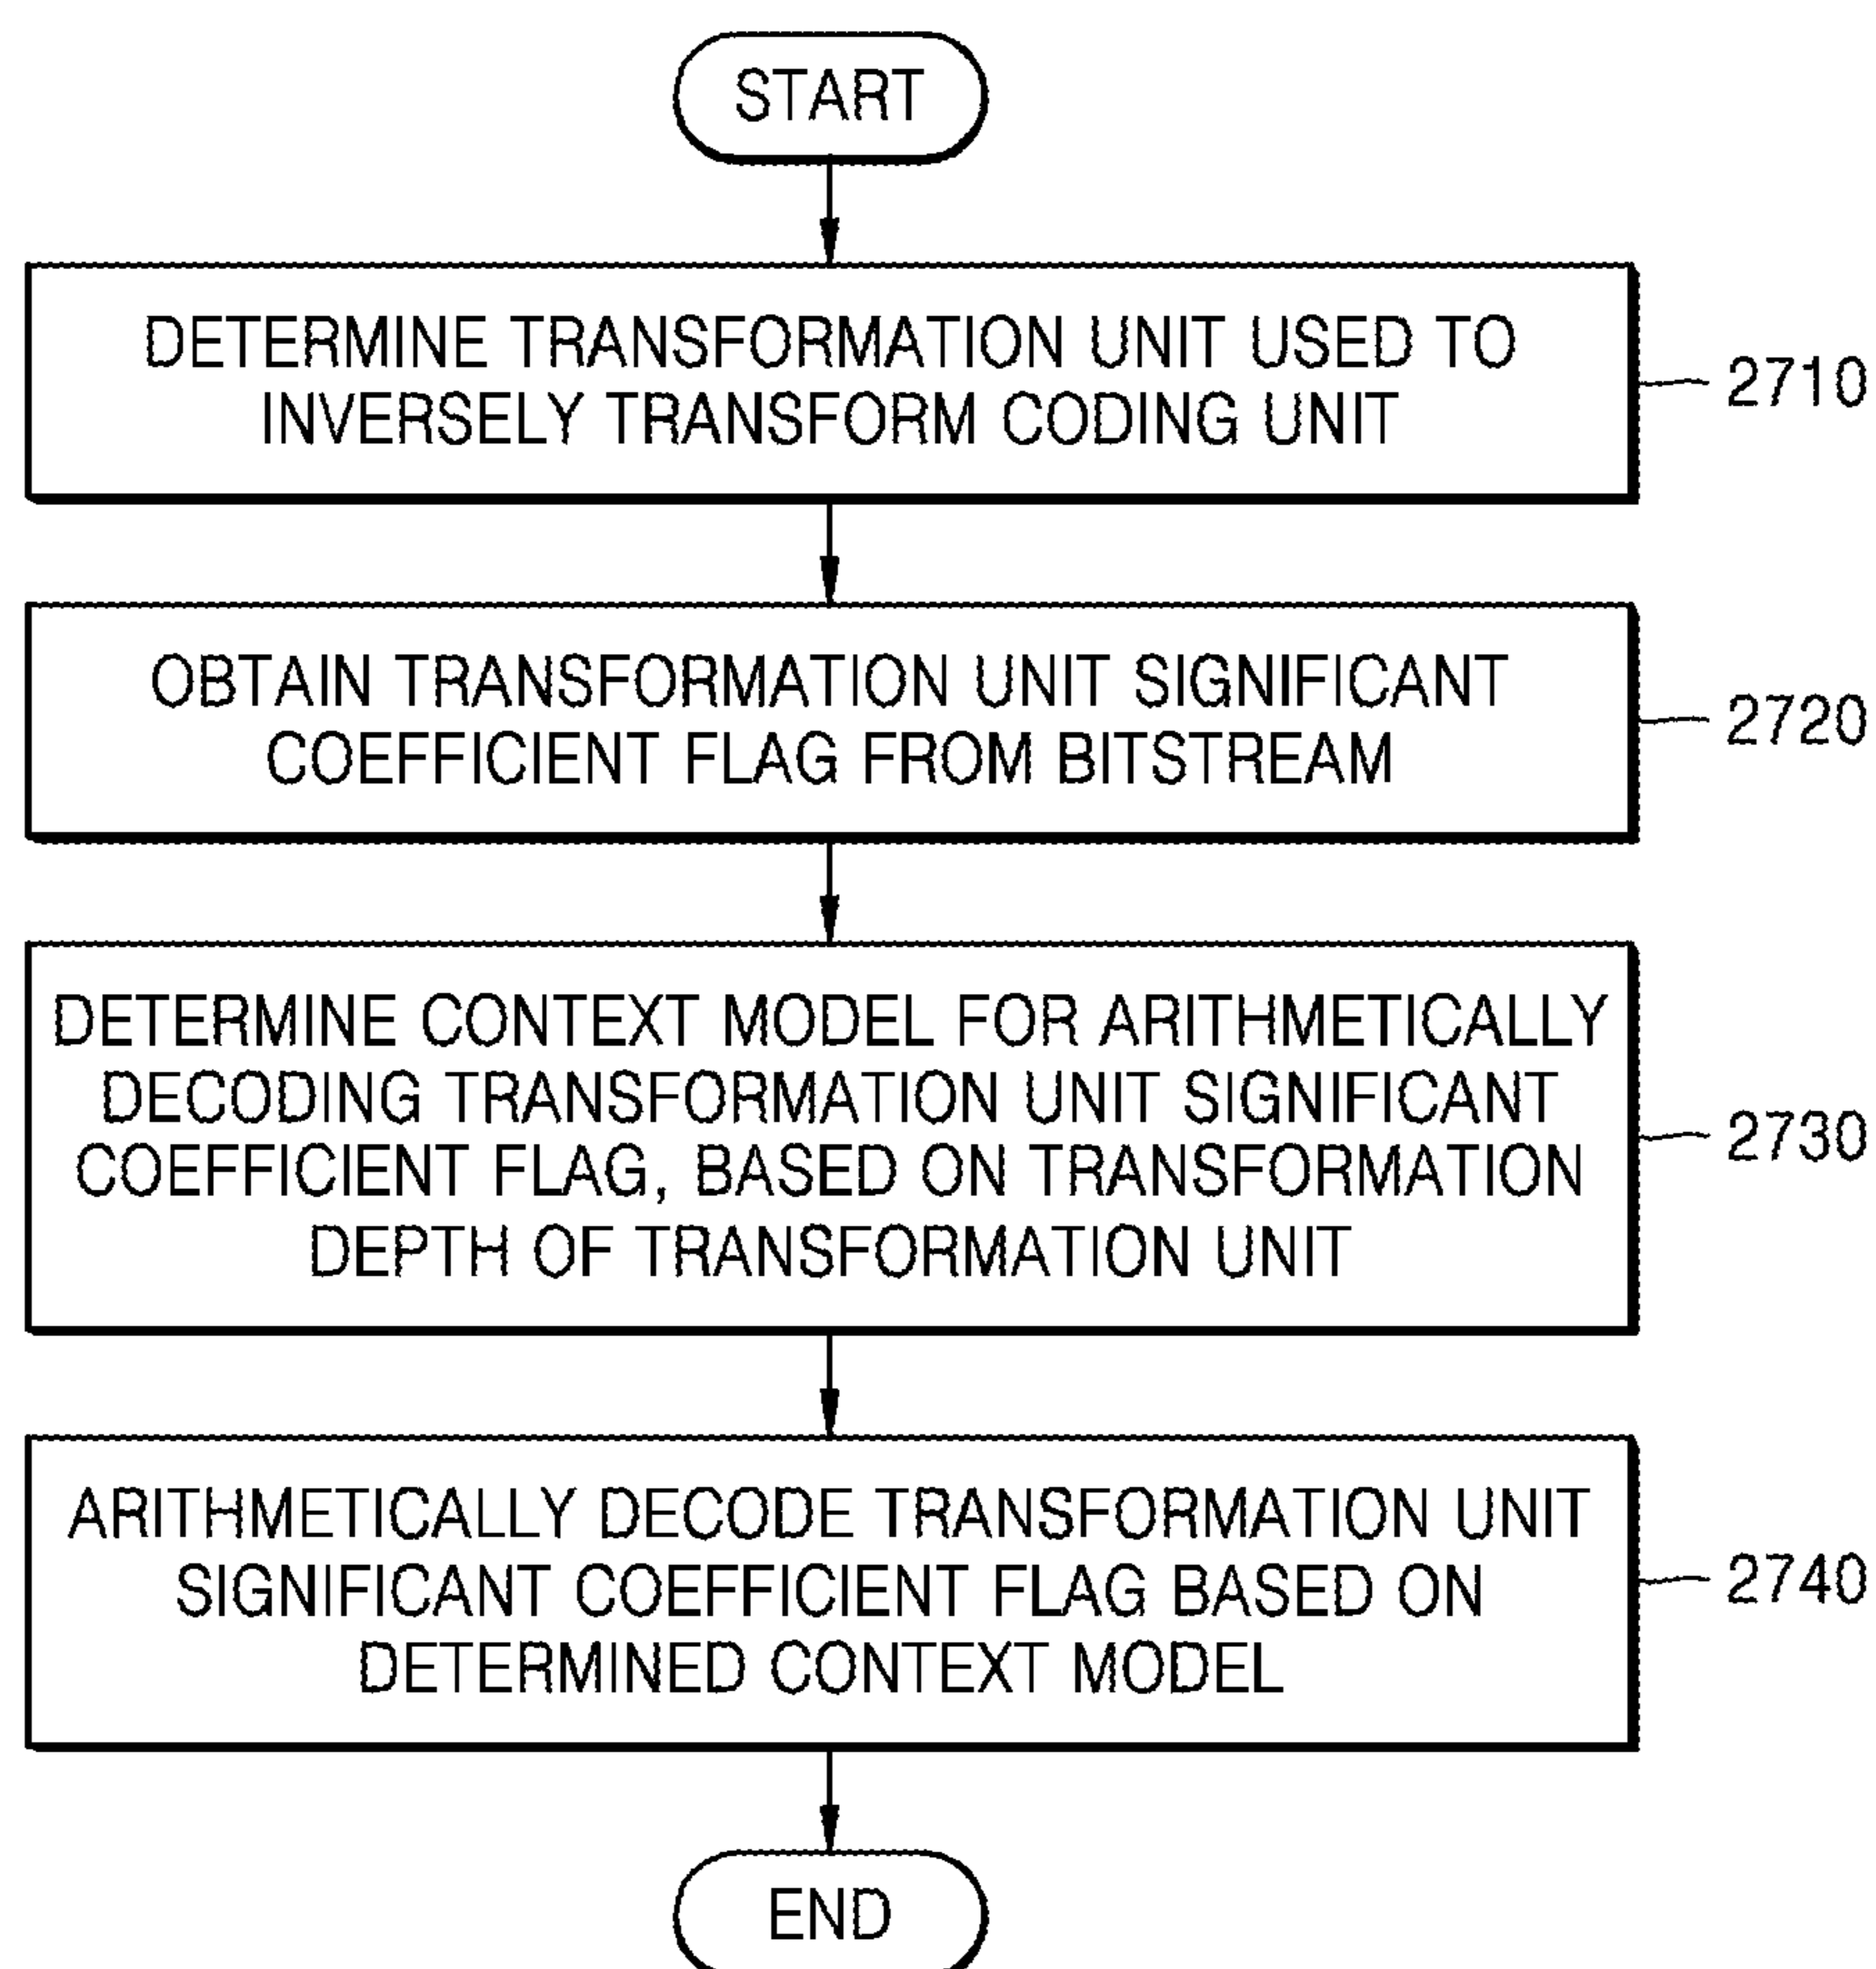 START
DETERMINE TRANSFORMATION UNIT USED TO
INVERSELY TRANSFORM CODING UNIT
2710
OBTAIN TRANSFORMATION UNIT SIGNIFICANT
COEFFICIENT FLAG FROM BITSTREAM
2720
DETERMINE CONTEXT MODEL FOR ARITHMETICALLY
DECODING TRANSFORMATION UNIT SIGNIFICANT
COEFFICIENT FLAG, BASED ON TRANSFORMATION
DEPTH OF TRANSFORMATION UNIT
2730
ARITHMETICALLY DECODE TRANSFORMATION UNIT
SIGNIFICANT COEFFICIENT FLAG BASED ON
DETERMINED CONTEXT MODEL
2740
END